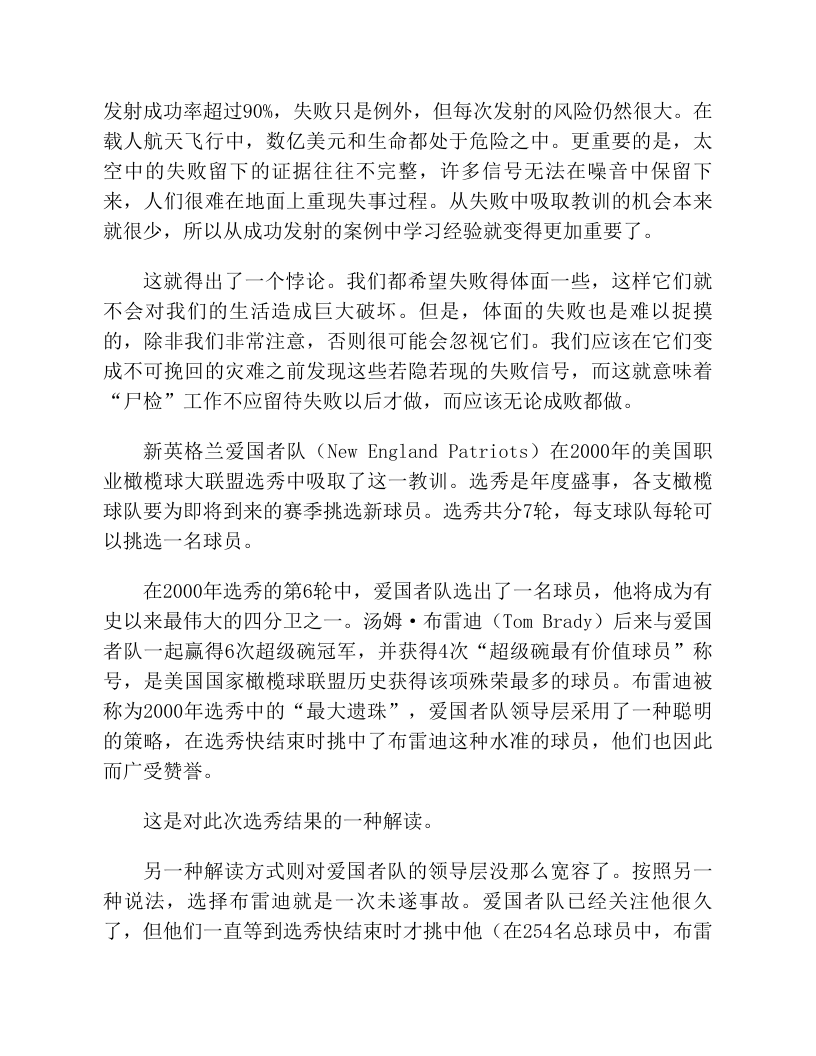 发射成功率超过90%，失败只是例外，但每次发射的风险仍然很大。在
载人航天飞行中，数亿美元和生命都处于危险之中。更重要的是，太
空中的失败留下的证据往往不完整，许多信号无法在噪音中保留下
来，人们很难在地面上重现失事过程。从失败中吸取教训的机会本来
就很少，所以从成功发射的案例中学习经验就变得更加重要了。
这就得出了一个悖论。我们都希望失败得体面一些，这样它们就
不会对我们的生活造成巨大破坏。但是，体面的失败也是难以捉摸
的，除非我们非常注意，否则很可能会忽视它们。我们应该在它们变
成不可挽回的灾难之前发现这些若隐若现的失败信号，而这就意味着
“尸检”工作不应留待失败以后才做，而应该无论成败都做。
新英格兰爱国者队（New England Patriots）在2000年的美国职
业橄榄球大联盟选秀中吸取了这一教训。选秀是年度盛事，各支橄榄
球队要为即将到来的赛季挑选新球员。选秀共分7轮，每支球队每轮可
以挑选一名球员。
在2000年选秀的第6轮中，爱国者队选出了一名球员，他将成为有
史以来最伟大的四分卫之一。汤姆·布雷迪（Tom Brady）后来与爱国
者队一起赢得6次超级碗冠军，并获得4次“超级碗最有价值球员”称
号，是美国国家橄榄球联盟历史获得该项殊荣最多的球员。布雷迪被
称为2000年选秀中的“最大遗珠”，爱国者队领导层采用了一种聪明
的策略，在选秀快结束时挑中了布雷迪这种水准的球员，他们也因此
而广受赞誉。
这是对此次选秀结果的一种解读。
另一种解读方式则对爱国者队的领导层没那么宽容了。按照另一
种说法，选择布雷迪就是一次未遂事故。爱国者队已经关注他很久
了，但他们一直等到选秀快结束时才挑中他（在254名总球员中，布雷